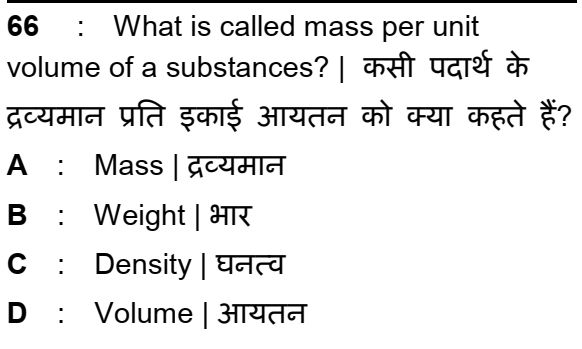 66 : What is called mass per unit
volume of a substances? | कसी पदार्थ के
द्रव्यमान प्रति इकाई आयतन को क्या कहते हैं?
A : Mass | द्रव्यमान
B : Weight | भार
C : Density | घनत्व
D : Volume | आयतन